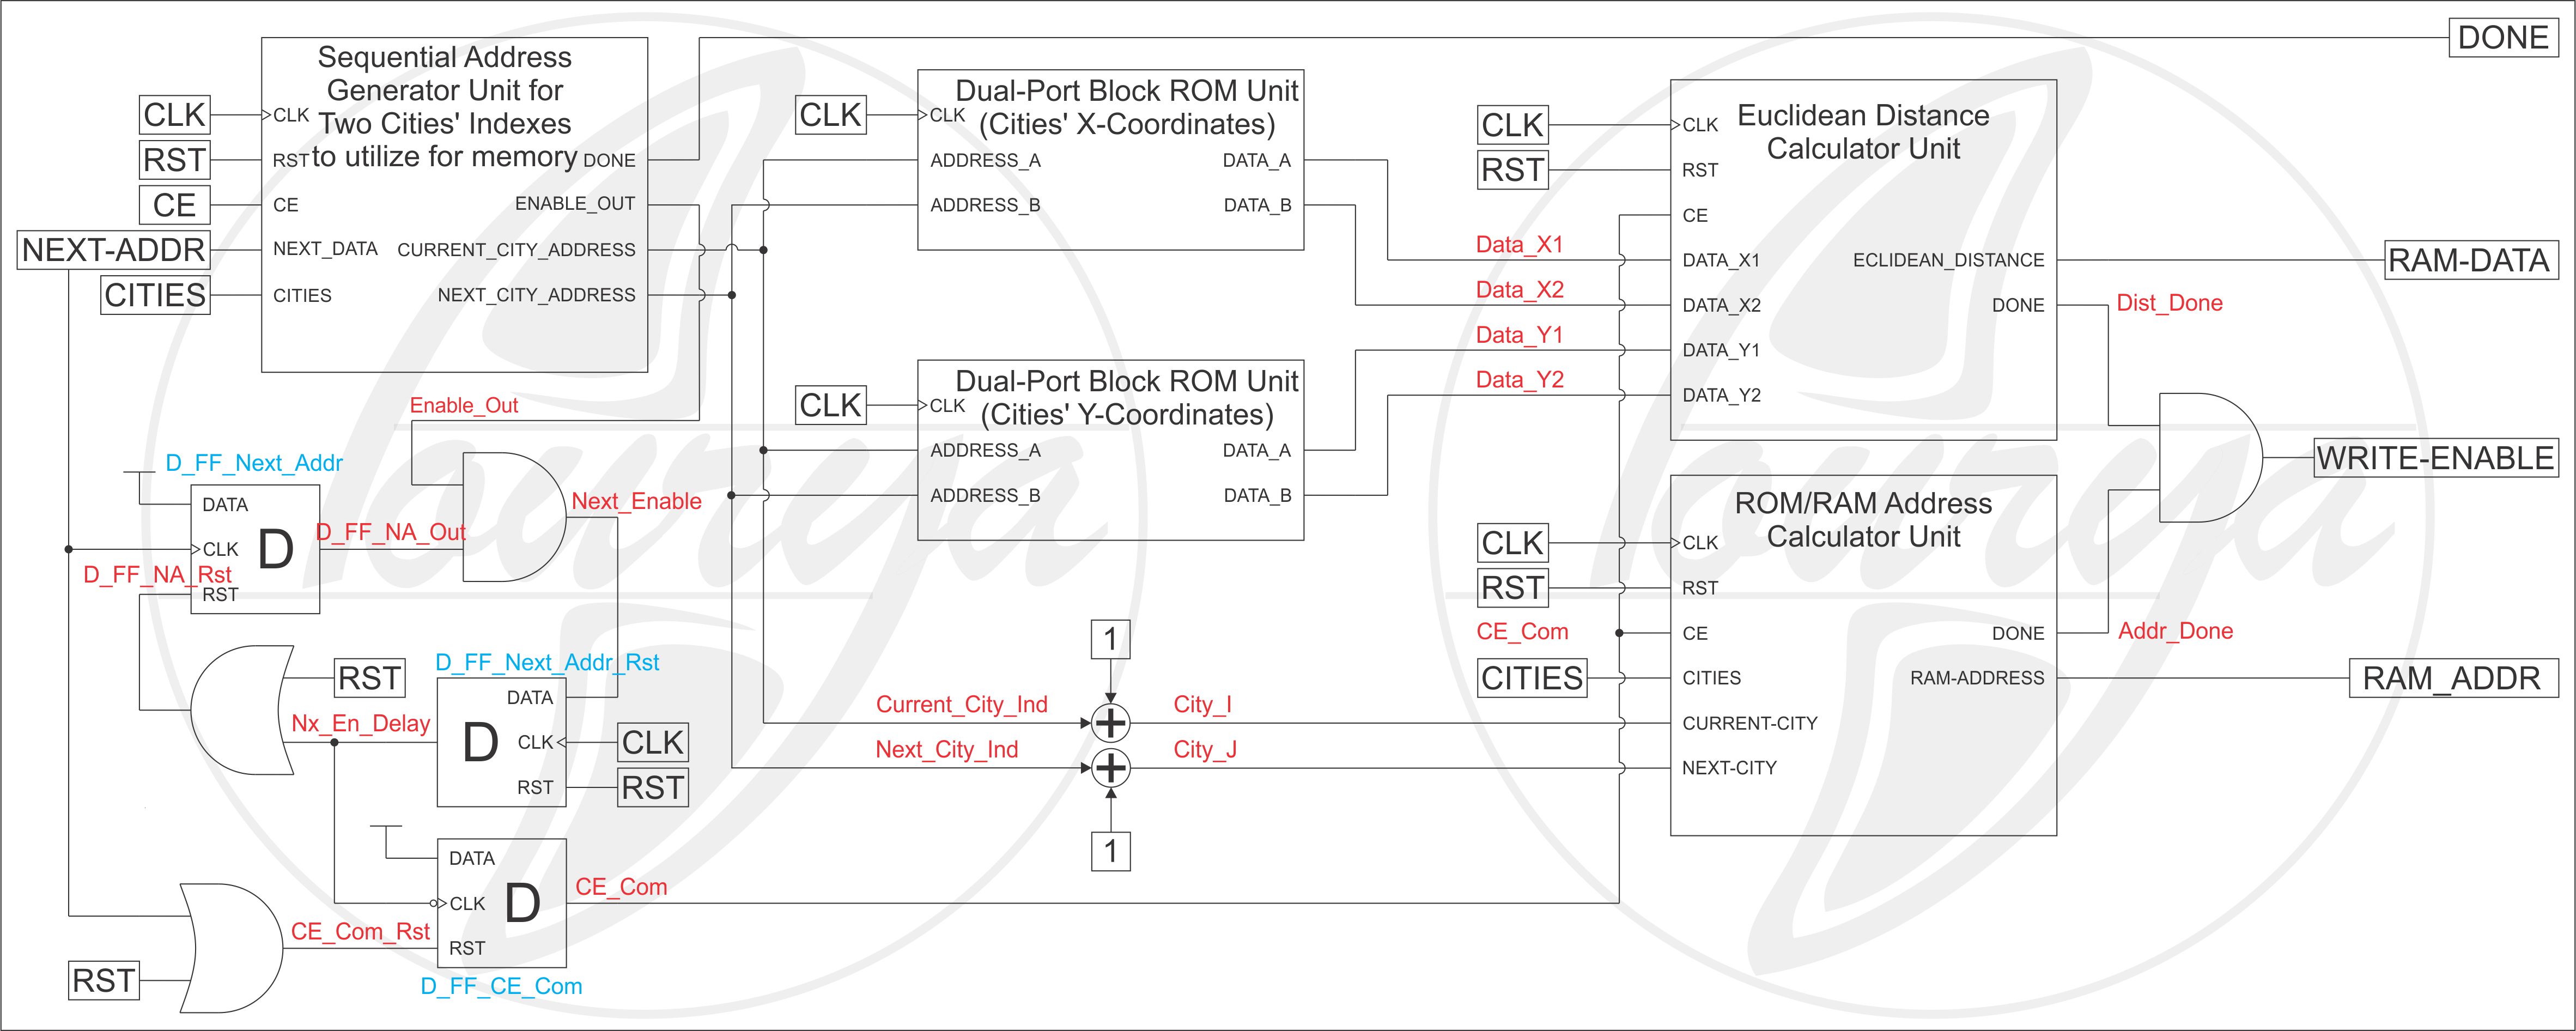 DONE
Sequential Address
Generator Unit for
Two Cities' Indexes
to utilize for memory
CLK
RST
CE
NEXT-ADDR
CITIES
CLK
RST
CE
NEXT_DATA
CITIES
DONE
ENABLE_OUT
CURRENT_CITY_ADDRESS
NEXT_CITY_ADDRESS
Dual-Port Block ROM Unit
(Cities' X-Coordinates)
CLK
CLK
ADDRESS_A
ADDRESS_B
DATA_A
DATA_B
Dual-Port Block ROM Unit
(Cities' Y-Coordinates)
CLK
CLK
ADDRESS_A
ADDRESS_B
DATA_A
DATA_B
Euclidean Distance
Calculator Unit
CLK
RST
CLK
RST
CE
Data_X1
Data_X2
Data_Y1
Data_Y2
DATA_X1
DATA_X2
DATA_Y1
DATA_Y2
ECLIDEAN_DISTANCE
DONE
RAM-DATA
Dist_Done
WRITE-ENABLE
ROM/RAM Address
Calculator Unit
CLK
RST
CE_Com
CITIES
CLK
RST
CE
CITIES
CURRENT-CITY
NEXT-CITY
DONE
RAM-ADDRESS
Addr_Done
RAM_ADDR
Enable_Out
D_FF_Next_Addr
DATA
CLK
RST
D
D_FF_NA_Out
D_FF_NA_Rst
Next_Enable
RST
D_FF_Next_Addr_Rst
DATA
CLK
RST
D
CLK
RST
Nx_En_Delay
DATA
CLK
RST
D
CE_Com
CE_Com_Rst
RST
D_FF_CE_Com
1
Current_City_Ind
City_I
Next_City_Ind
City_J
1
Lourya
Lourya